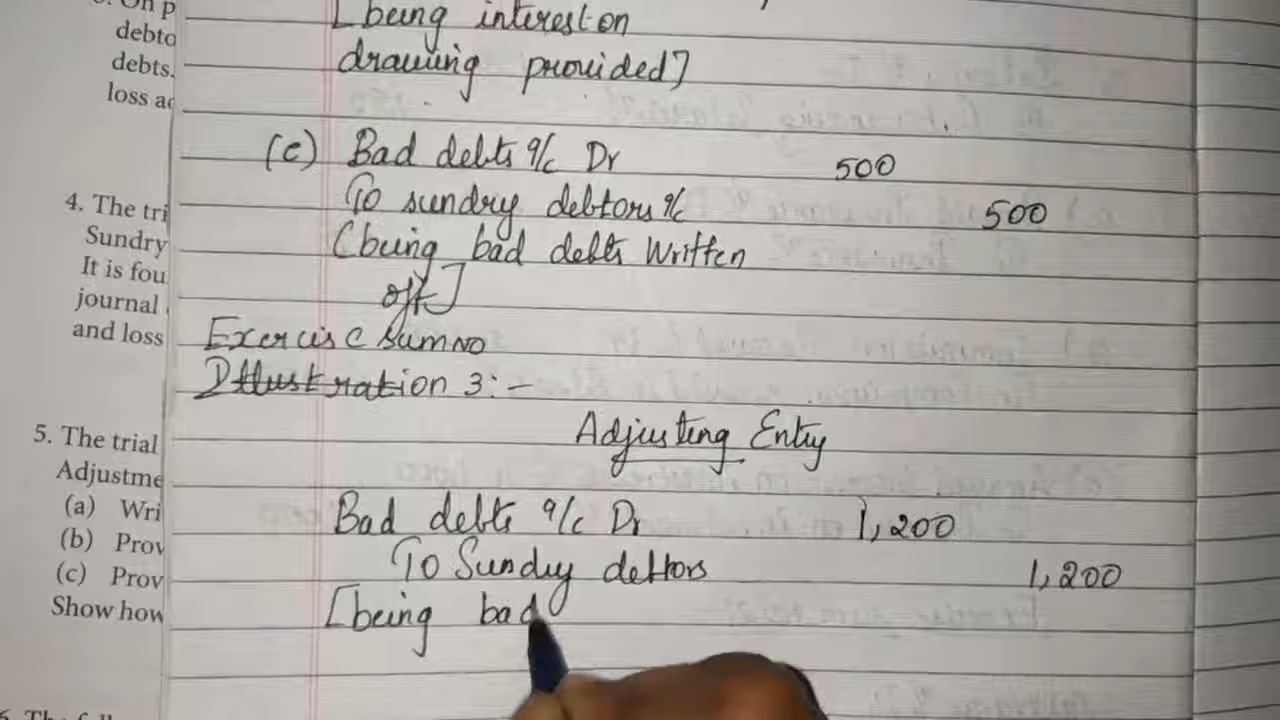 [being interest on
drawing provided]
(c) Bad debts a/c Dr 500
To sundry debtors a/c 500
(being bad debts written
off]
Exercise sum no
Illustration 3:-
Adjusting Entry
Bad debts a/c Dr 1,200
To Sundry debtors 1,200
[being bad
debts.
4. The tri
Sundry
It is fou
journal
and loss
5. The trial
Adjustme
(a) Wri
(b) Prov
(c) Prov
Show how